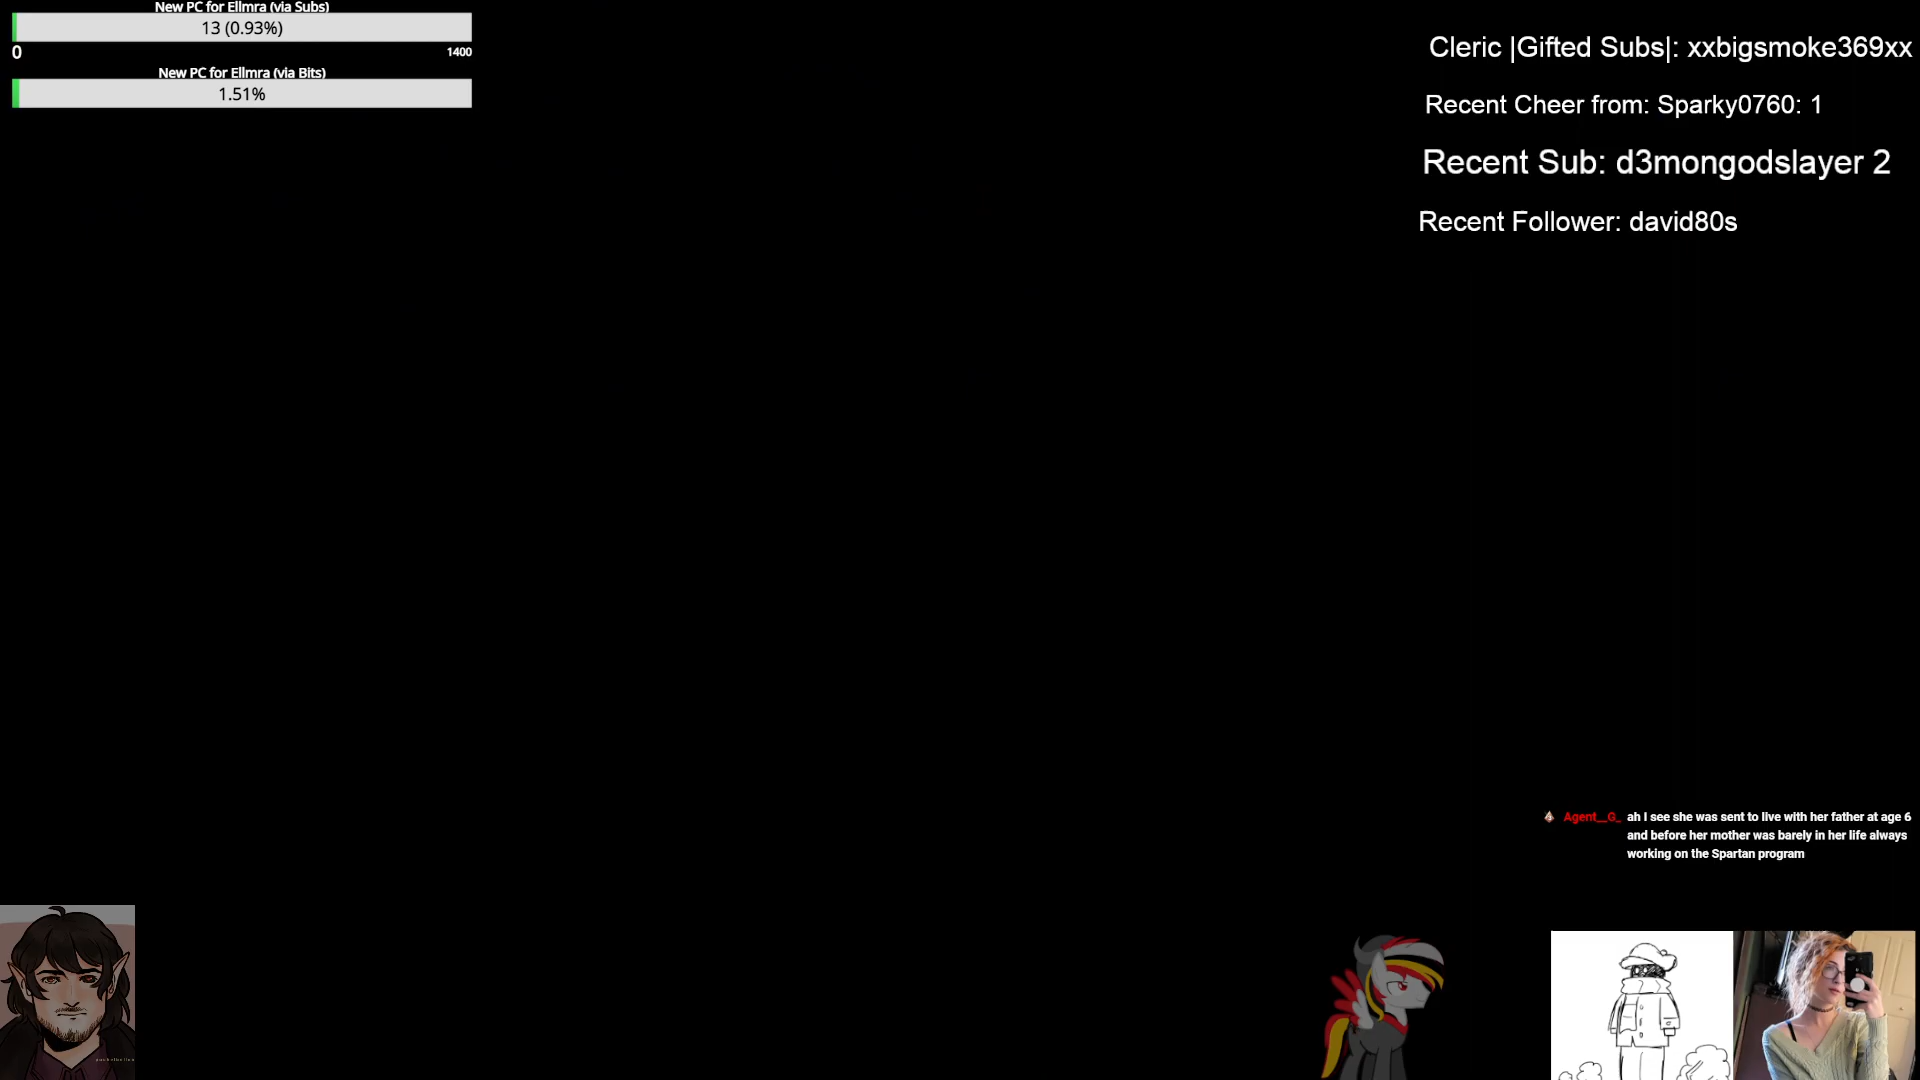 New PC for Ellmra (via Subs)
13 (0.93%)
0
1400
New PC for Ellmra (via Bits)
1.51%
Cleric |Gifted Subs|: xxbigsmoke369xx
Recent Cheer from: Sparky0760: 1
Recent Sub: d3mongodslayer 2
Recent Follower: david80s
Agent__G_ ah I see she was sent to live with her father at age 6
and before her mother was barely in her life always
working on the Spartan program